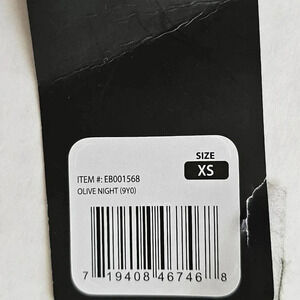 SIZE
XS
ITEM #: EB001568
OLIVE NIGHT (9Y0)
7 19408 46746 8